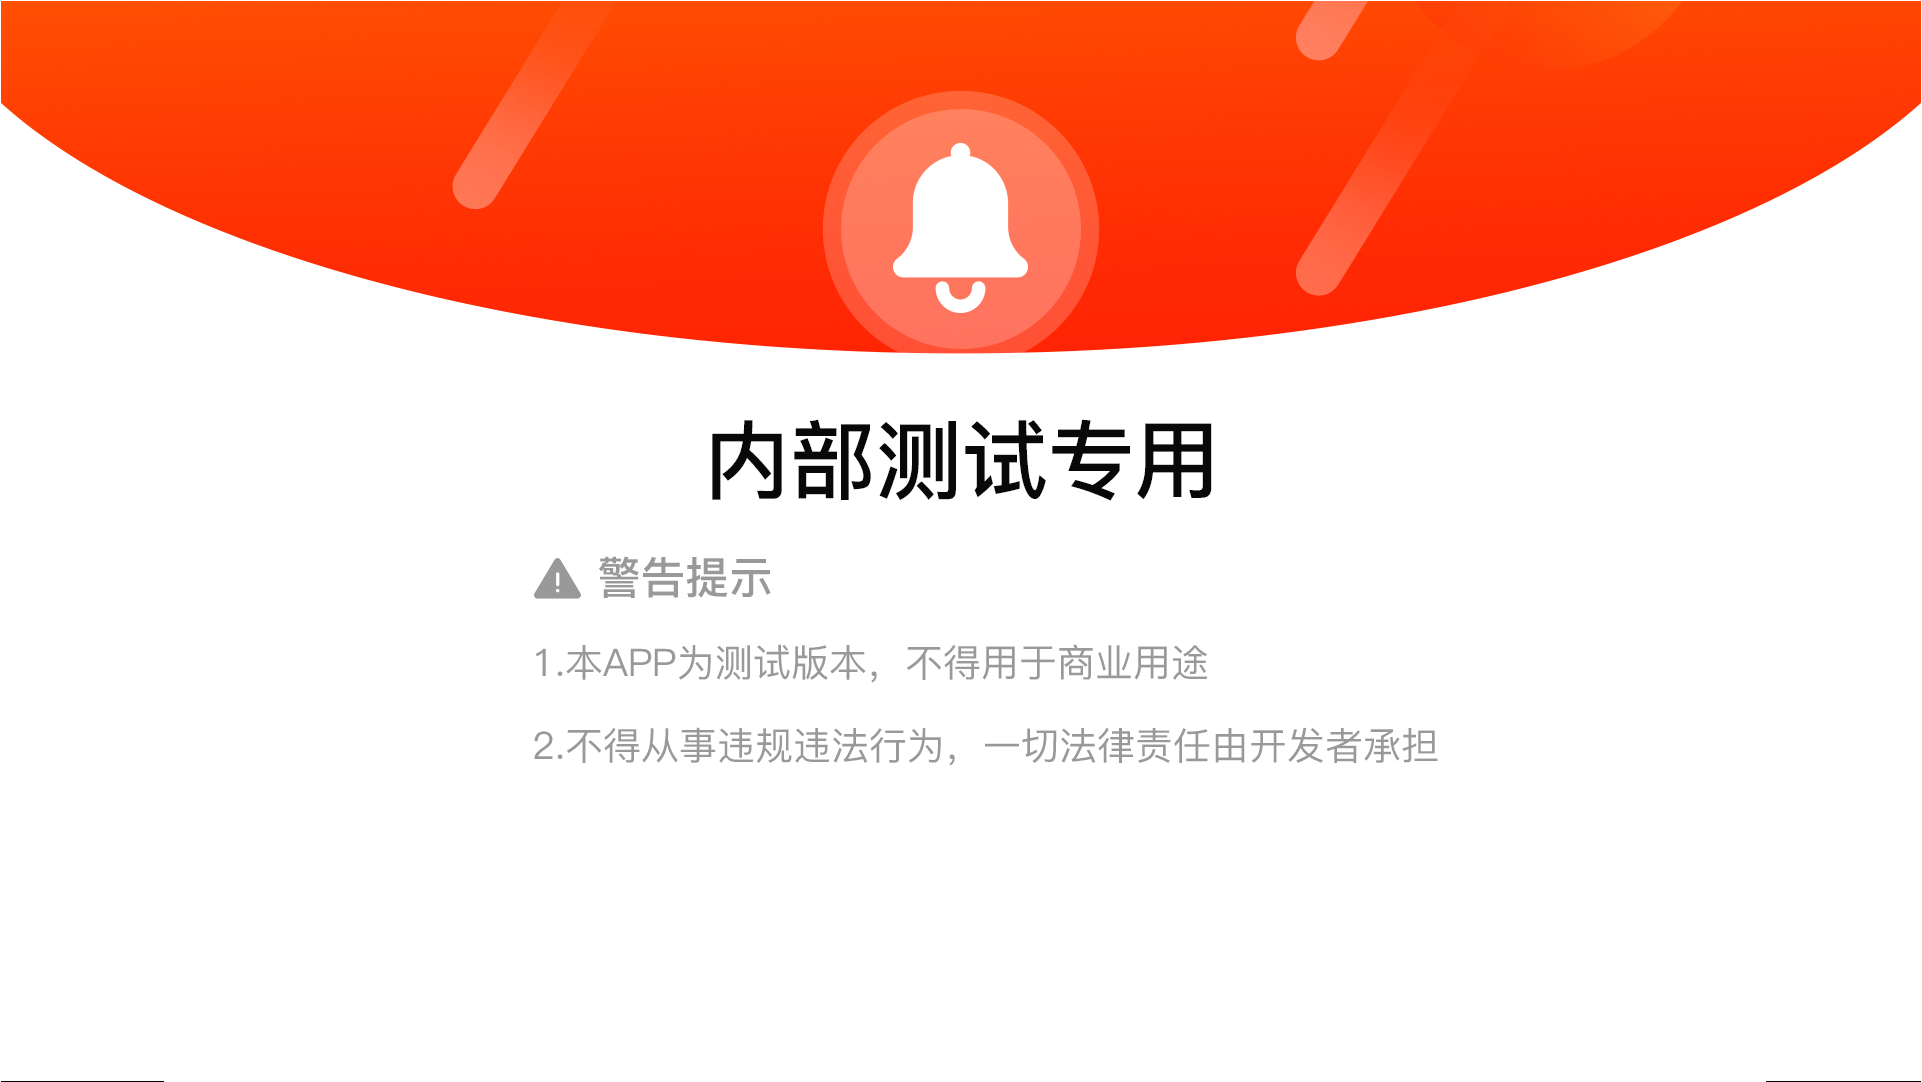 内部测试专用
警告提示
1.本APP为测试版本，不得用于商业用途
2.不得从事违规违法行为，一切法律责任由开发者承担